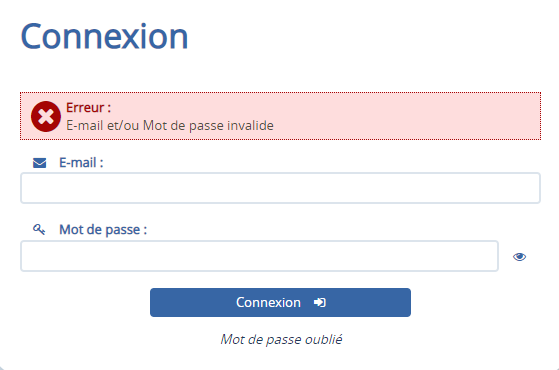 Connexion
Erreur :
E-mail et/ou Mot de passe invalide
E-mail :
Mot de passe :
Connexion
Mot de passe oublié